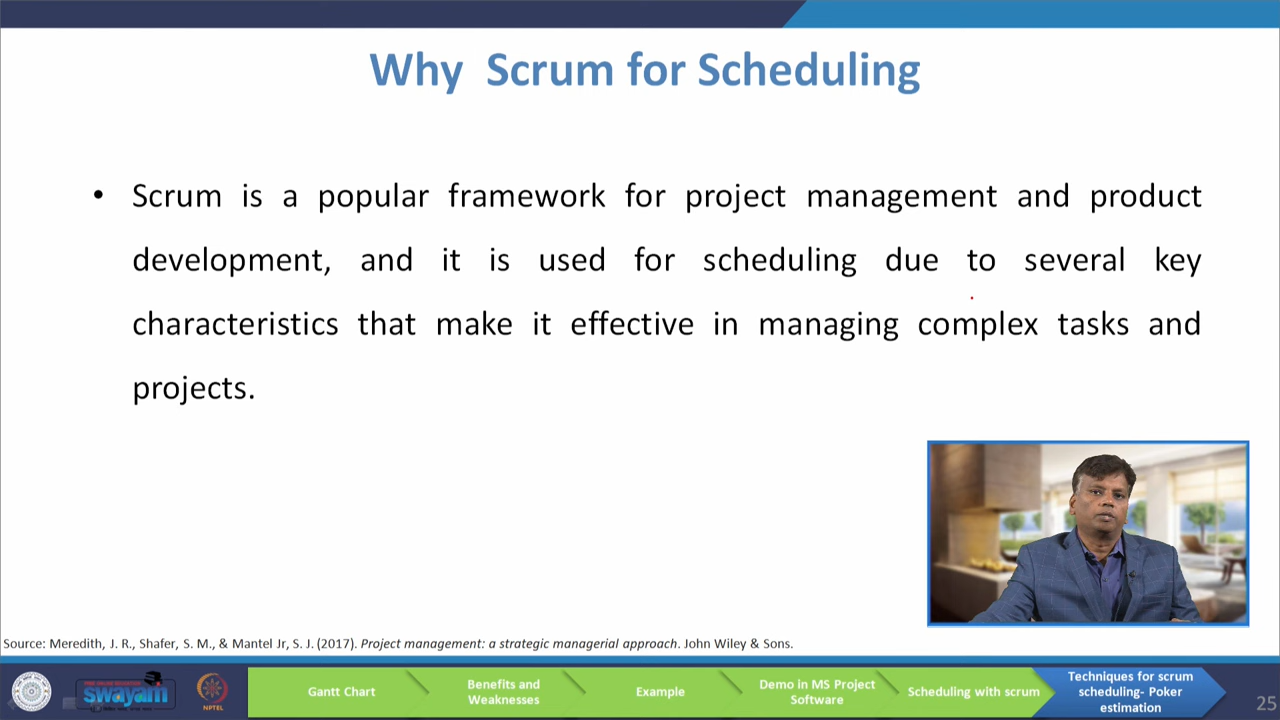 Why Scrum for Scheduling
• Scrum is a popular framework for project management and product
development, and it is used for scheduling due to several key
characteristics that make it effective in managing complex tasks and
projects.
Source: Meredith, J. R., Shafer, S. M., & Mantel Jr, S. J. (2017). Project management: a strategic managerial approach. John Wiley & Sons.
swayam
NPTEL
Gantt Chart
Benefits and
Weaknesses
Example
Demo in MS Project
Software
Scheduling with scrum
Techniques for scrum
scheduling- Poker
estimation
25